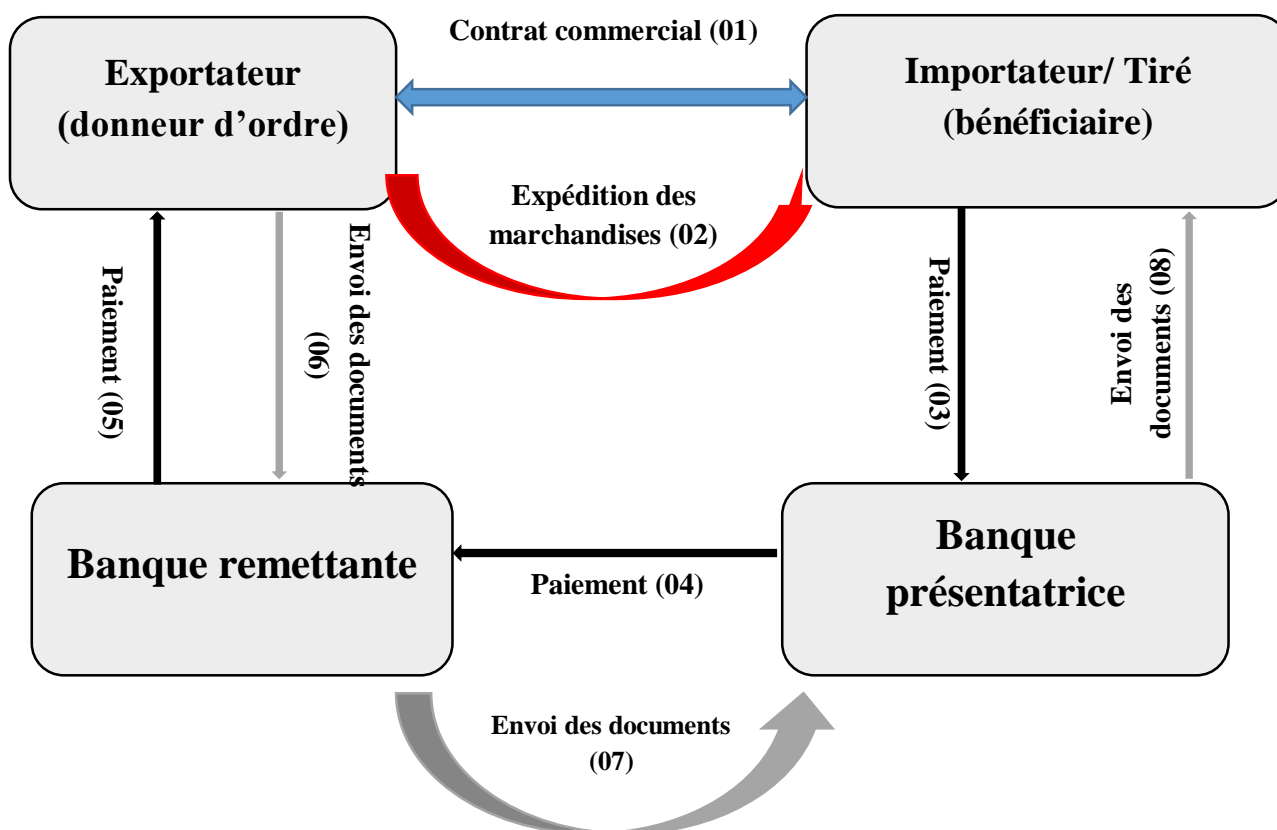 Contrat commercial (01)
Exportateur
(donneur d’ordre)
Importateur/ Tiré
(bénéficiaire)
Expédition des
marchandises (02)
Paiement (05)
Envoi des documents
(06)
Paiement (03)
Envoi des
documents (08)
Banque remettante
Paiement (04)
Banque
présentatrice
Envoi des documents
(07)